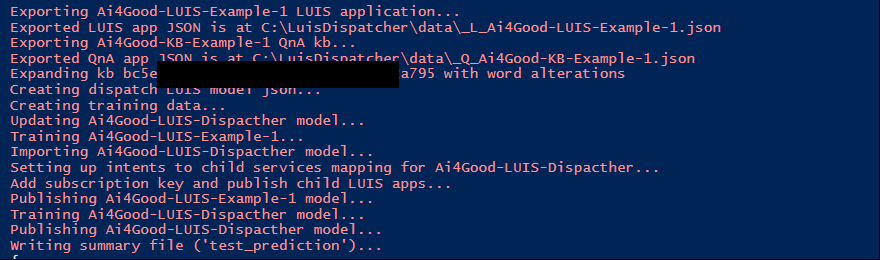 Exporting Ai4Good-LUIS-Example-1 LUIS application...
Exported LUIS app JSON is at C:\LuisDispatcher\data\_L_Ai4Good-LUIS-Example-1.json
Exporting Ai4Good-KB-Example-1 QnA kb...
Exported QnA app JSON is at C:\LuisDispatcher\data\_Q_Ai4Good-KB-Example-1.json
Expanding kb bc5e a795 with word alterations
Creating dispatch LUIS model json...
Creating training data...
Updating Ai4Good-LUIS-Dispacther model...
Training Ai4Good-LUIS-Example-1...
Importing Ai4Good-LUIS-Dispacther model...
Setting up intents to child services mapping for Ai4Good-LUIS-Dispacther...
Add subscription key and publish child LUIS apps...
Publishing Ai4Good-LUIS-Example-1 model...
Training Ai4Good-LUIS-Dispacther model...
Publishing Ai4Good-LUIS-Dispacther model...
Writing summary file ('test_prediction')...
{